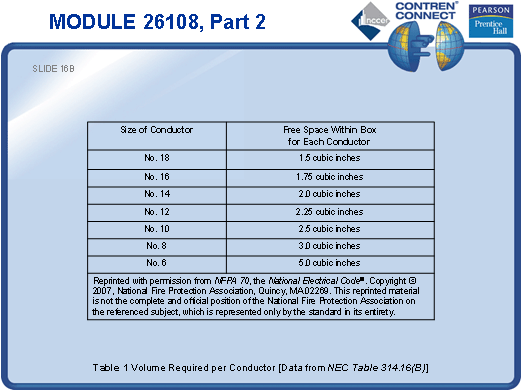 MODULE 26108, Part 2
nccer
CONTREN®
CONNECT
PEARSON
Prentice
Hall
SLIDE 16B
Size of Conductor Free Space Within Box
for Each Conductor
No. 18 1.5 cubic inches
No. 16 1.75 cubic inches
No. 14 2.0 cubic inches
No. 12 2.25 cubic inches
No. 10 2.5 cubic inches
No. 8 3.0 cubic inches
No. 6 5.0 cubic inches
Reprinted with permission from NFPA 70, the National Electrical Code®. Copyright ©
2007, National Fire Protection Association, Quincy, MA 02269. This reprinted material
is not the complete and official position of the National Fire Protection Association on
the referenced subject, which is represented only by the standard in its entirety.
Table 1 Volume Required per Conductor [Data from NEC Table 314.16(B)]